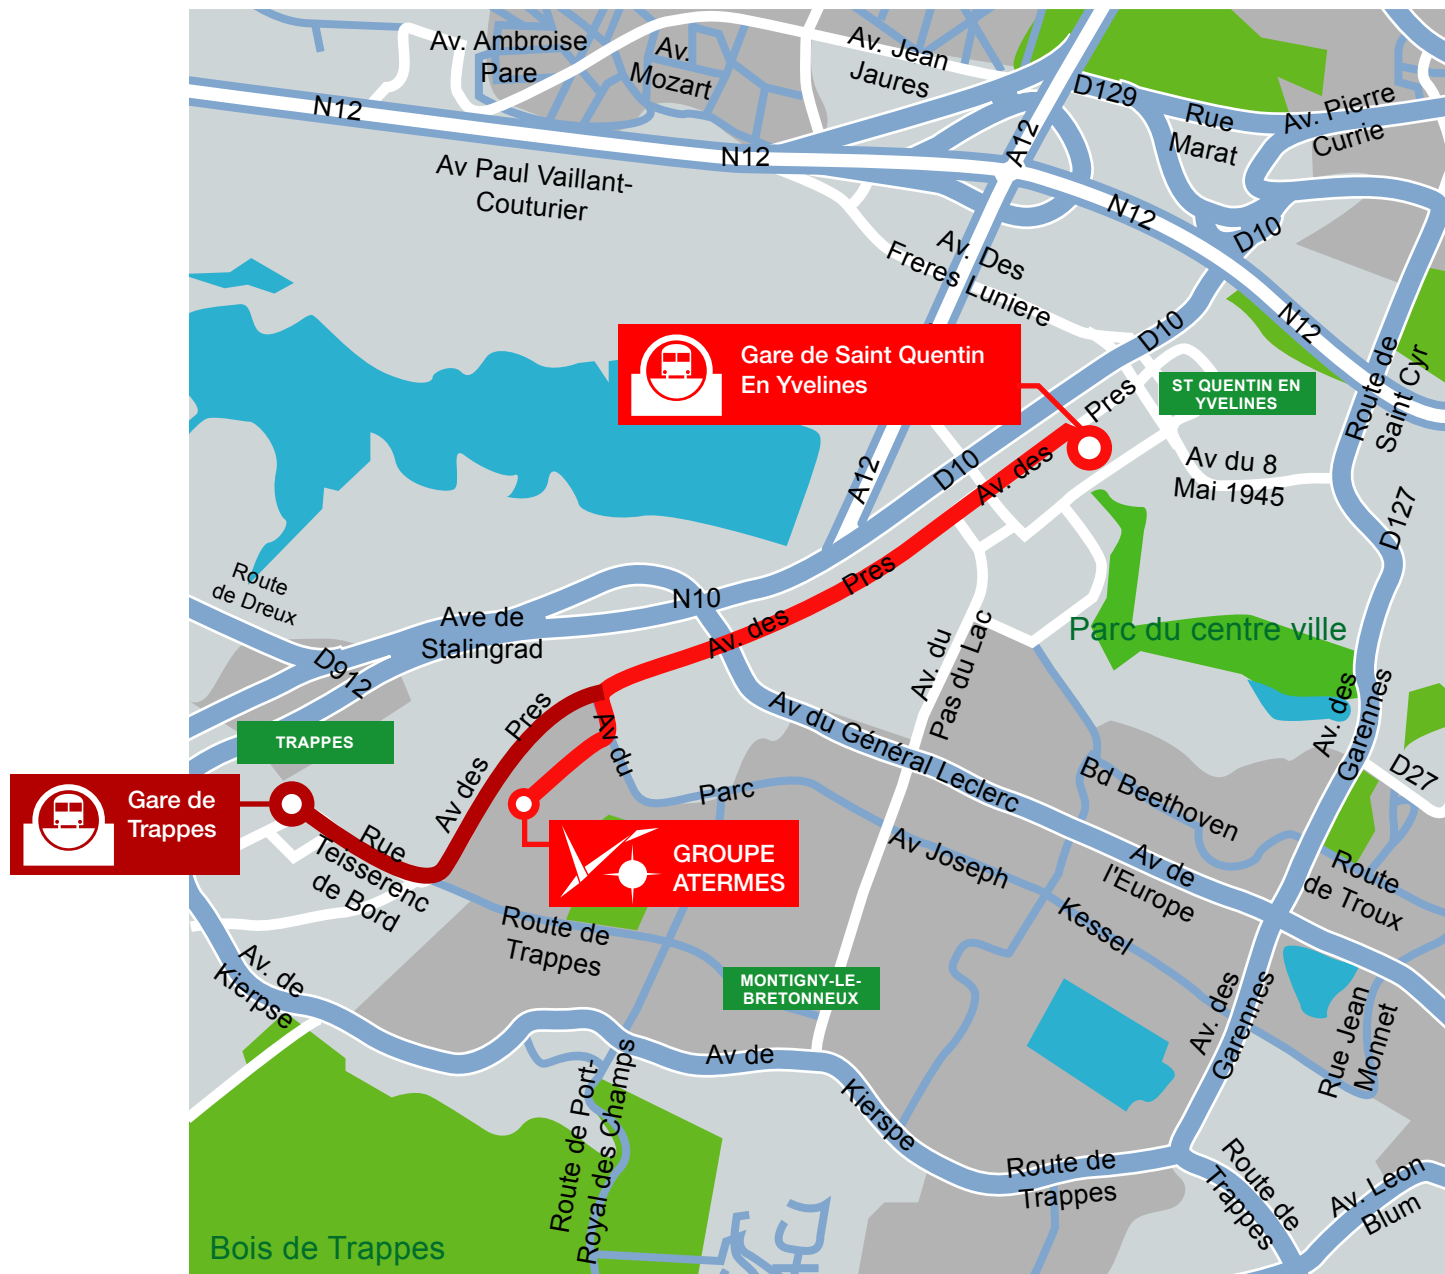 Av. Ambroise
Pare
Av.
Mozart
Av. Jean
Jaures
D129
Rue
Marat
Av. Pierre
Currie
N12
N12
A12
Av Paul Vaillant-
Couturier
N12
D10
Av. Des
Freres Luniere
D10
N12
Gare de Saint Quentin
En Yvelines
Pres
ST QUENTIN EN
YVELINES
Route de
Saint Cyr
A12
D10
Av. des
Av du 8
Mai 1945
D127
Route
de Dreux
Pres
N10
Ave de
Stalingrad
Av. des
Av. du
Pas du Lac
Parc du centre ville
D912
Pres
Av du
Av. des
Garennes
TRAPPES
Av du Général Leclerc
D27
Gare de
Trappes
Av des
Parc
Bd Beethoven
Rue
Teisserenc
de Bord
GROUPE
ATERMES
Av Joseph
Kessel
Av de
l'Europe
Route
de Troux
Route de
Trappes
Av. de
Kierpse
MONTIGNY-LE-
BRETONNEUX
Av. des
Garennes
Rue Jean
Monnet
Av de
Kierspe
Route de Port-
Royal des Champs
Route de
Trappes
Route de
Trappes
Av. Leon
Blum
Bois de Trappes